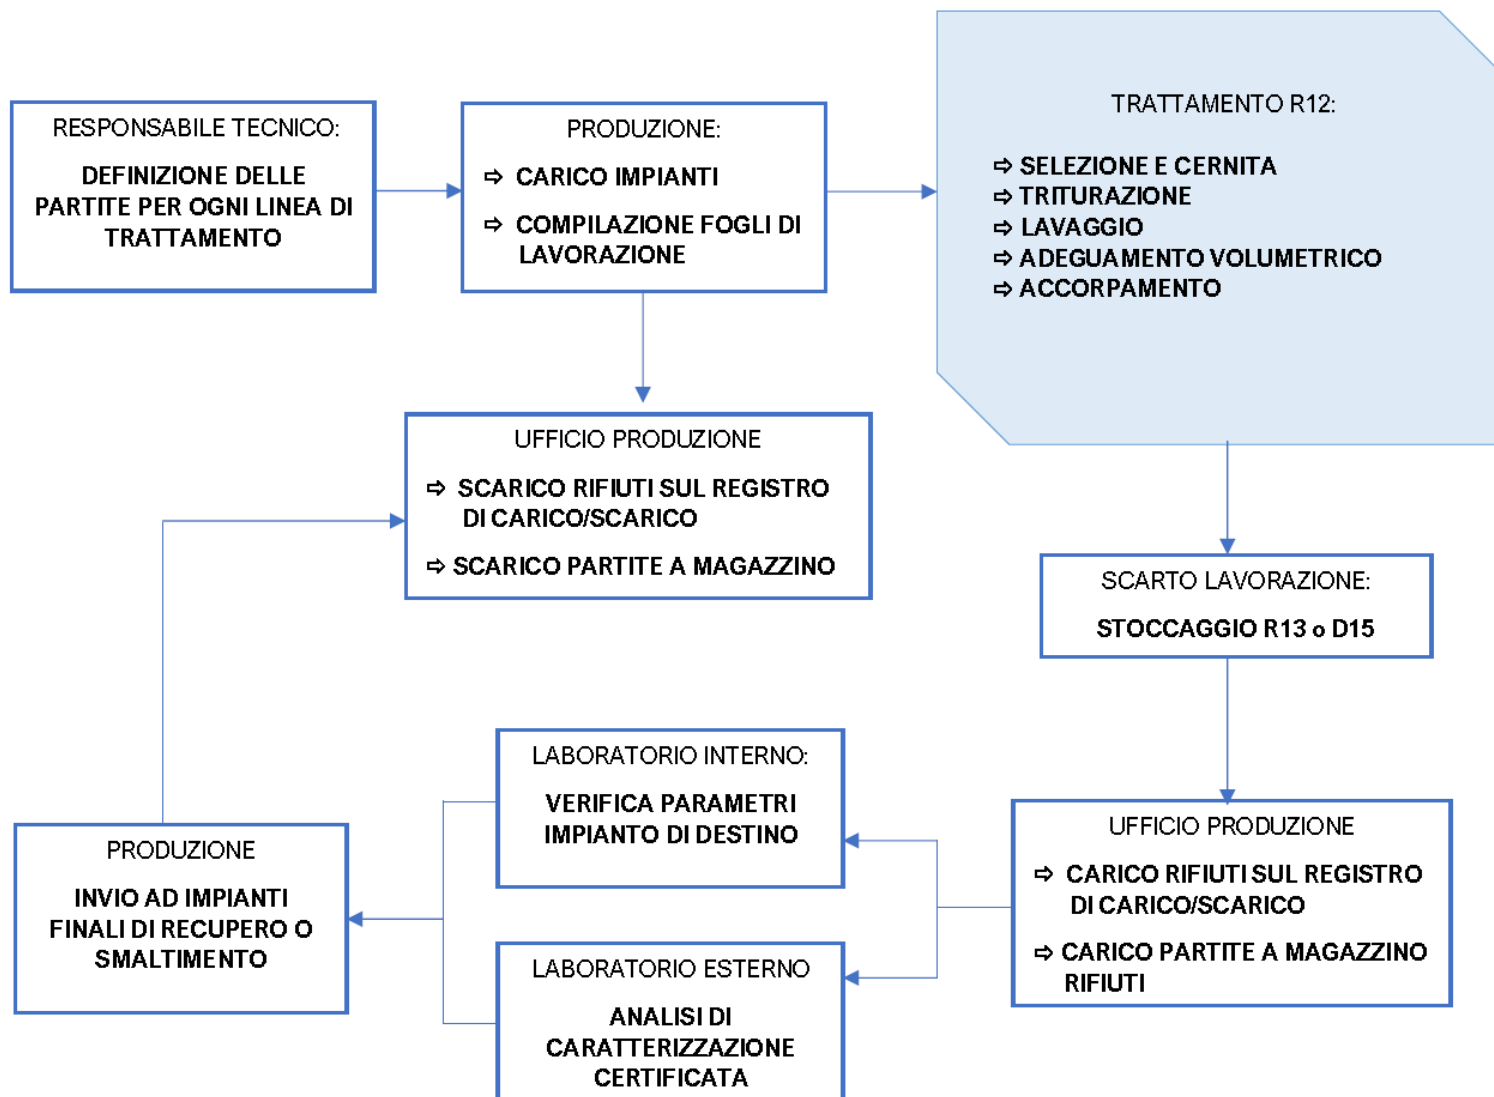 RESPONSABILE TECNICO:
DEFINIZIONE DELLE
PARTITE PER OGNI LINEA DI
TRATTAMENTO
PRODUZIONE:
⇨ CARICO IMPIANTI
⇨ COMPILAZIONE FOGLI DI
LAVORAZIONE
TRATTAMENTO R12:
⇨ SELEZIONE E CERNITA
⇨ TRITURAZIONE
⇨ LAVAGGIO
⇨ ADEGUAMENTO VOLUMETRICO
⇨ ACCORPAMENTO
UFFICIO PRODUZIONE
⇨ SCARICO RIFIUTI SUL REGISTRO
DI CARICO/SCARICO
⇨ SCARICO PARTITE A MAGAZZINO
SCARTO LAVORAZIONE:
STOCCAGGIO R13 o D15
UFFICIO PRODUZIONE
⇨ CARICO RIFIUTI SUL REGISTRO
DI CARICO/SCARICO
⇨ CARICO PARTITE A MAGAZZINO
RIFIUTI
LABORATORIO INTERNO:
VERIFICA PARAMETRI
IMPIANTO DI DESTINO
LABORATORIO ESTERNO
ANALISI DI
CARATTERIZZAZIONE
CERTIFICATA
PRODUZIONE
INVIO AD IMPIANTI
FINALI DI RECUPERO O
SMALTIMENTO